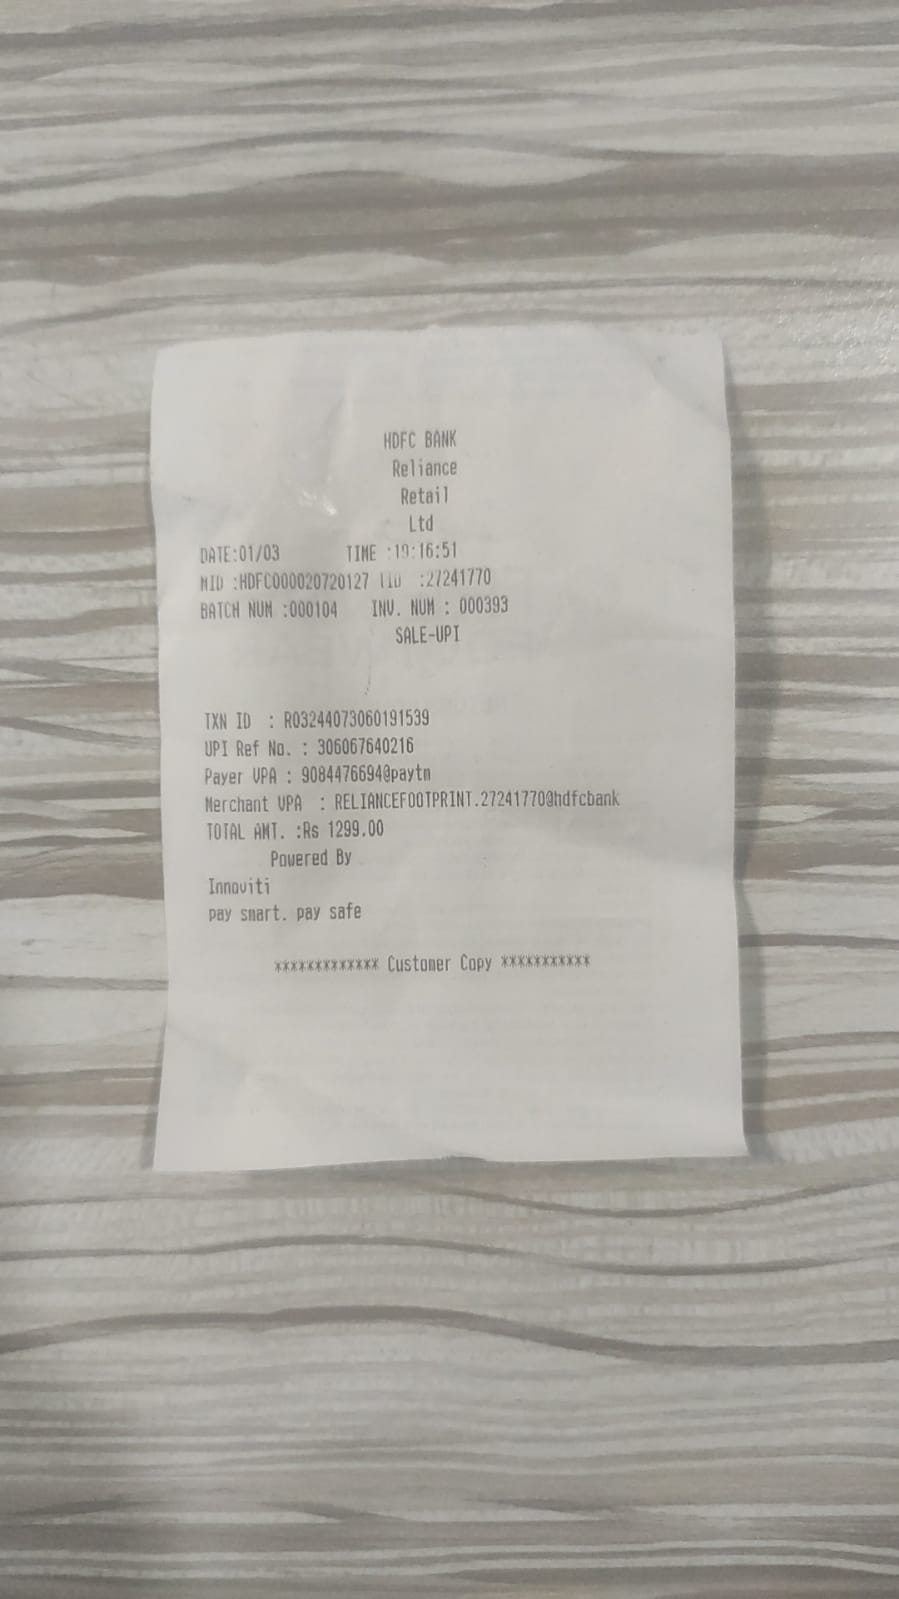 HDFC BANK
Reliance
Retail
Ltd
DATE:01/03 TIME :19:16:51
MID :HDFC000020720127 TID :27241770
BATCH NUM :000104 INV. NUM : 000393
SALE-UPI
TXN ID : R03244073060191539
UPI Ref No. : 306067640216
Payer VPA : 9084476694@paytm
Merchant VPA : RELIANCEFOOTPRINT.27241770@hdfcbank
TOTAL AMT. :Rs 1299.00
Powered By
Innoviti
pay smart. pay safe
************* Customer Copy ***********